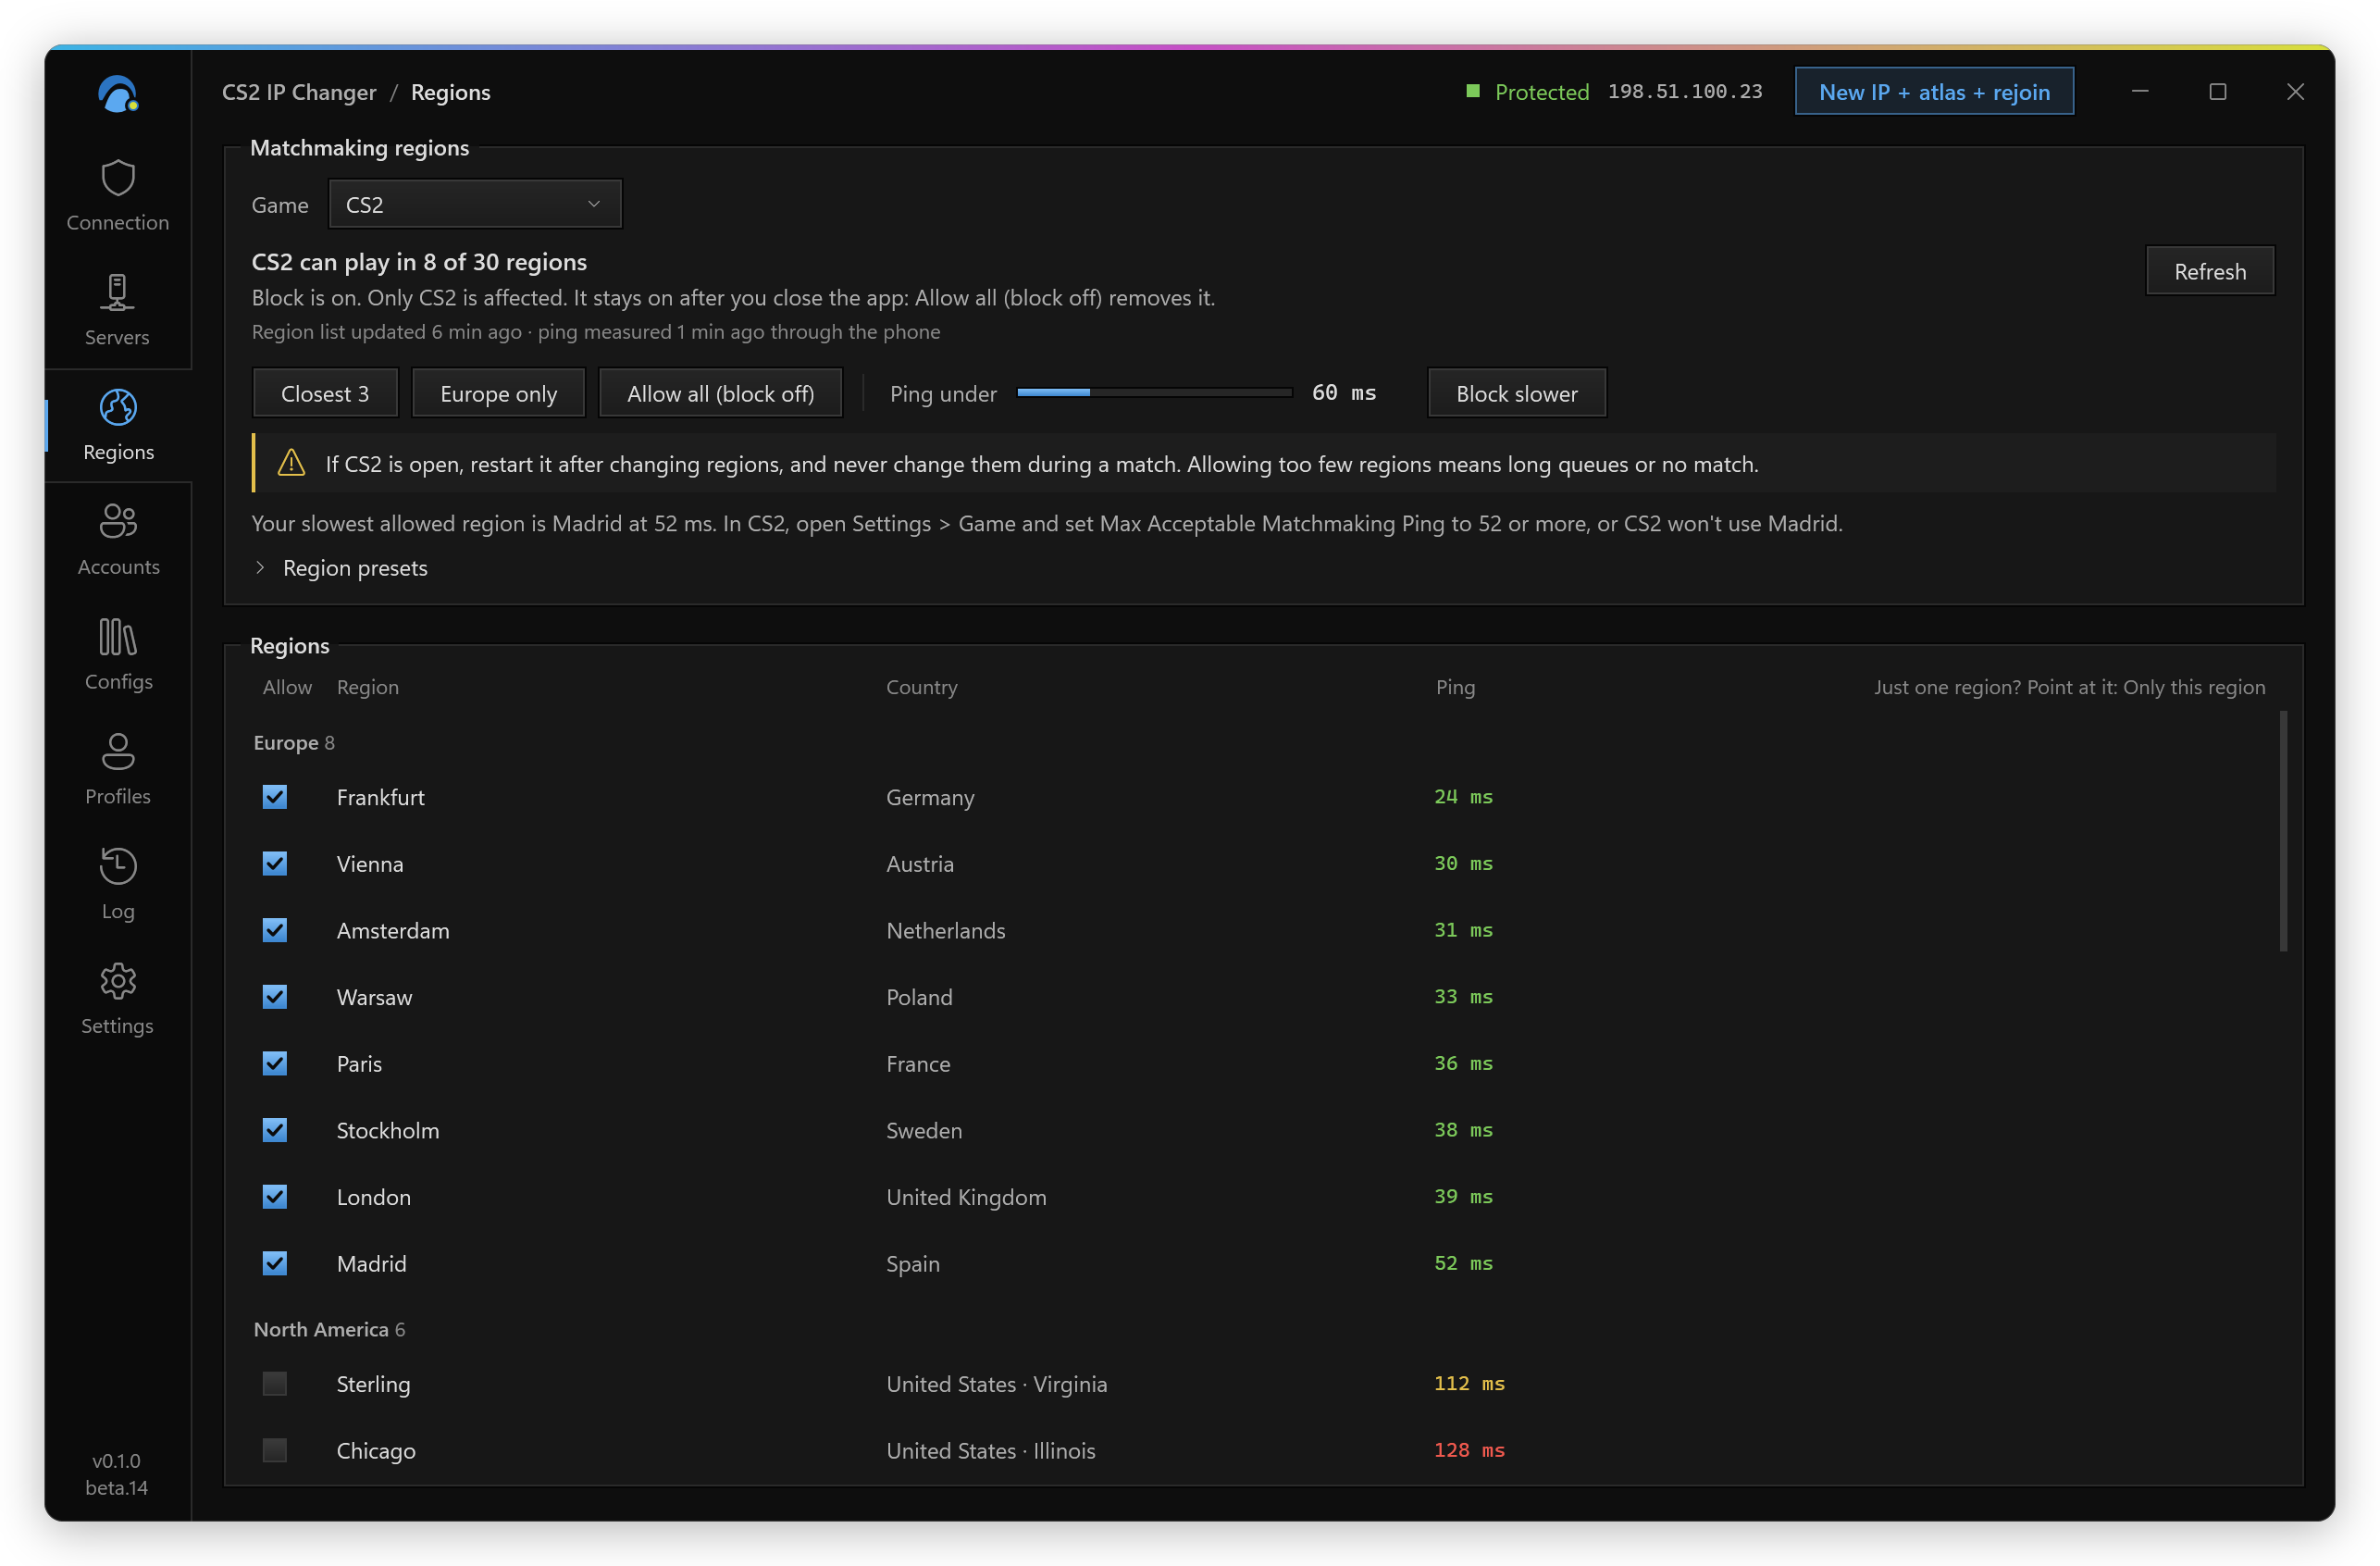 CS2 IP Changer / Regions
Protected 198.51.100.23
New IP + atlas + rejoin
Connection
Servers
Regions
Accounts
Configs
Profiles
Log
Settings
v0.1.0
beta.14
Matchmaking regions
Game CS2
CS2 can play in 8 of 30 regions
Refresh
Block is on. Only CS2 is affected. It stays on after you close the app: Allow all (block off) removes it.
Region list updated 6 min ago · ping measured 1 min ago through the phone
Closest 3 Europe only Allow all (block off) Ping under 60 ms Block slower
If CS2 is open, restart it after changing regions, and never change them during a match. Allowing too few regions means long queues or no match.
Your slowest allowed region is Madrid at 52 ms. In CS2, open Settings > Game and set Max Acceptable Matchmaking Ping to 52 or more, or CS2 won't use Madrid.
Region presets
Regions
Allow Region Country Ping Just one region? Point at it: Only this region
Europe 8
Frankfurt Germany 24 ms
Vienna Austria 30 ms
Amsterdam Netherlands 31 ms
Warsaw Poland 33 ms
Paris France 36 ms
Stockholm Sweden 38 ms
London United Kingdom 39 ms
Madrid Spain 52 ms
North America 6
Sterling United States · Virginia 112 ms
Chicago United States · Illinois 128 ms